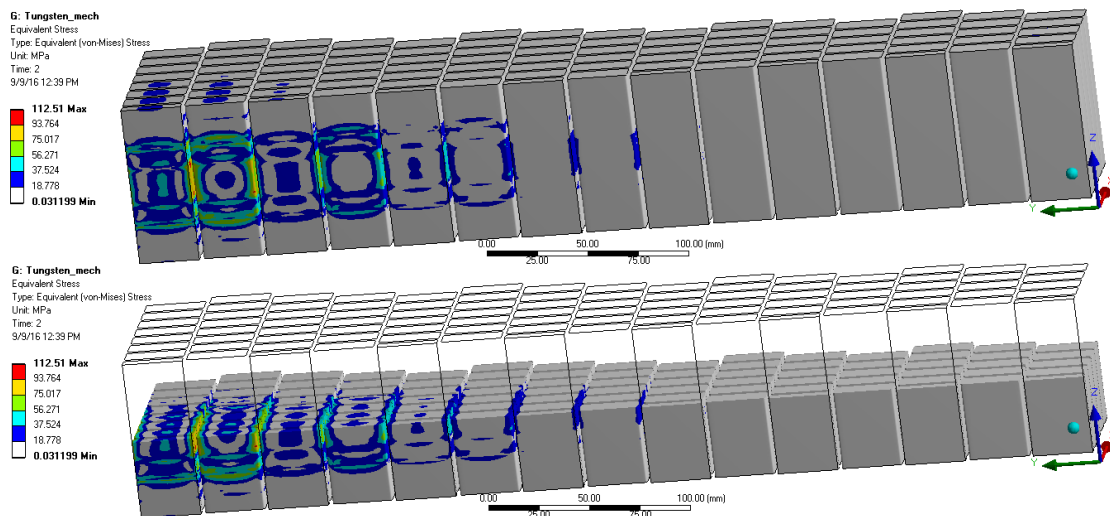 G: Tungsten_mech
Equivalent Stress
Type: Equivalent (von-Mises) Stress
Unit: MPa
Time: 2
9/9/16 12:39 PM
112.51 Max
93.764
75.017
56.271
37.524
18.778
0.031199 Min
Z
X
Y
0.00 50.00 100.00 (mm)
25.00 75.00
G: Tungsten_mech
Equivalent Stress
Type: Equivalent (von-Mises) Stress
Unit: MPa
Time: 2
9/9/16 12:39 PM
112.51 Max
93.764
75.017
56.271
37.524
18.778
0.031199 Min
Z
X
Y
0.00 50.00 100.00 (mm)
25.00 75.00